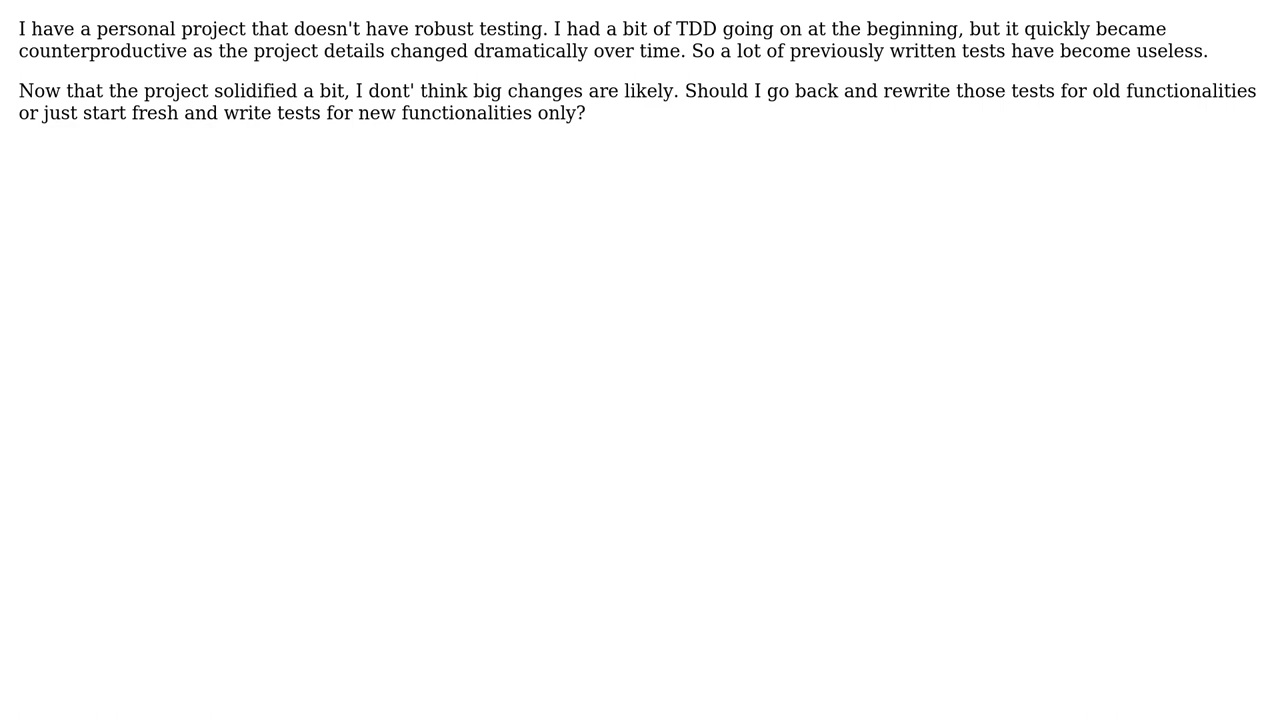 I have a personal project that doesn't have robust testing. I had a bit of TDD going on at the beginning, but it quickly became
counterproductive as the project details changed dramatically over time. So a lot of previously written tests have become useless.
Now that the project solidified a bit, I dont' think big changes are likely. Should I go back and rewrite those tests for old functionalities
or just start fresh and write tests for new functionalities only?